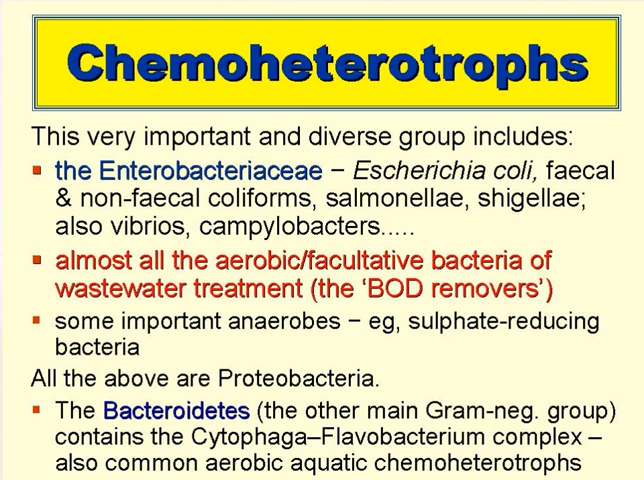 Chemoheterotrophs
This very important and diverse group includes:
▪ the Enterobacteriaceae – Escherichia coli, faecal
& non-faecal coliforms, salmonellae, shigellae;
also vibrios, campylobacters.....
▪ almost all the aerobic/facultative bacteria of
wastewater treatment (the ‘BOD removers’)
▪ some important anaerobes – eg, sulphate-reducing
bacteria
All the above are Proteobacteria.
▪ The Bacteroidetes (the other main Gram-neg. group)
contains the Cytophaga–Flavobacterium complex –
also common aerobic aquatic chemoheterotrophs